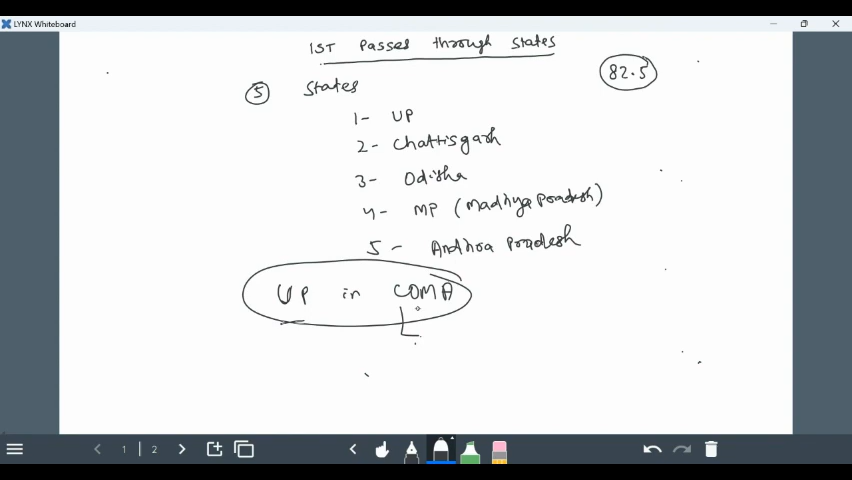 LYNX Whiteboard
IST Passes through States
82.5
5 States
1- UP
2- Chattisgarh
3- Odisha
4- MP (Madhya Pradesh)
5- Andhra Pradesh
UP in COMA
1 2